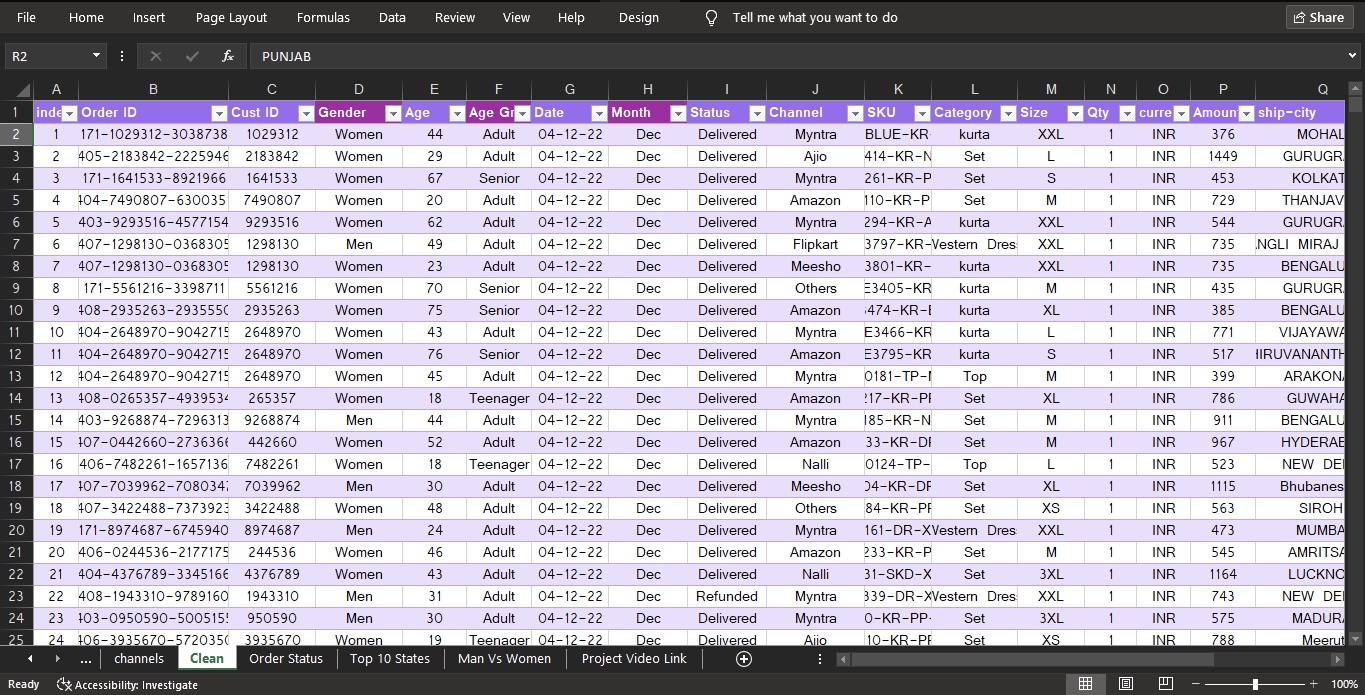 File Home Insert Page Layout Formulas Data Review View Help Design Tell me what you want to do Share
R2 fx PUNJAB
A B C D E F G H I J K L M N O P Q
1 inde Order ID Cust ID Gender Age Age Gr Date Month Status Channel SKU Category Size Qty curre Amoun ship-city
2 1 171-1029312-3038738 1029312 Women 44 Adult 04-12-22 Dec Delivered Myntra BLUE-KR- kurta XXL 1 INR 376 MOHAL
3 2 405-2183842-2225946 2183842 Women 29 Adult 04-12-22 Dec Delivered Ajio 414-KR-N Set L 1 INR 1449 GURUGR
4 3 171-1641533-8921966 1641533 Women 67 Senior 04-12-22 Dec Delivered Myntra 261-KR-P Set S 1 INR 453 KOLKAT
5 4 404-7490807-630035 7490807 Women 20 Adult 04-12-22 Dec Delivered Amazon 110-KR-P Set M 1 INR 729 THANJAV
6 5 403-9293516-4577154 9293516 Women 62 Adult 04-12-22 Dec Delivered Myntra 294-KR-A kurta XXL 1 INR 544 GURUGR
7 6 407-1298130-0368305 1298130 Men 49 Adult 04-12-22 Dec Delivered Flipkart 3797-KR- Western Dres XXL 1 INR 735 NGLI MIRAJ
8 7 407-1298130-0368305 1298130 Women 23 Adult 04-12-22 Dec Delivered Meesho 3801-KR- kurta XXL 1 INR 735 BENGALU
9 8 171-5561216-3398711 5561216 Women 70 Senior 04-12-22 Dec Delivered Others E3405-KR kurta M 1 INR 435 GURUGR
10 9 408-2935263-2935550 2935263 Women 75 Senior 04-12-22 Dec Delivered Amazon 474-KR-E kurta XL 1 INR 385 BENGALU
11 10 404-2648970-9042715 2648970 Women 43 Adult 04-12-22 Dec Delivered Myntra E3466-KR kurta L 1 INR 771 VIJAYAWA
12 11 404-2648970-9042715 2648970 Women 76 Senior 04-12-22 Dec Delivered Amazon E3795-KR kurta S 1 INR 517 HIRUVANANTH
13 12 404-2648970-9042715 2648970 Women 45 Adult 04-12-22 Dec Delivered Myntra 0181-TP- Top M 1 INR 399 ARAKON
14 13 408-0265357-4939534 265357 Women 18 Teenager 04-12-22 Dec Delivered Amazon 217-KR-P Set XL 1 INR 786 GUWAHA
15 14 403-9268874-7296313 9268874 Men 44 Adult 04-12-22 Dec Delivered Myntra 185-KR-N Set M 1 INR 911 BENGALU
16 15 407-0442660-2736366 442660 Women 52 Adult 04-12-22 Dec Delivered Amazon 33-KR-D Set M 1 INR 967 HYDERAB
17 16 406-7482261-1657136 7482261 Women 18 Teenager 04-12-22 Dec Delivered Nalli 0124-TP- Top L 1 INR 523 NEW DE
18 17 407-7039962-7080347 7039962 Men 30 Adult 04-12-22 Dec Delivered Meesho 04-KR-DF Set XL 1 INR 1115 Bhubanes
19 18 407-3422488-7373923 3422488 Women 48 Adult 04-12-22 Dec Delivered Others 84-KR-P Set XS 1 INR 563 SIROH
20 19 171-8974687-6745940 8974687 Men 24 Adult 04-12-22 Dec Delivered Myntra 161-DR-X Western Dres XXL 1 INR 473 MUMBA
21 20 406-0244536-2177175 244536 Women 46 Adult 04-12-22 Dec Delivered Amazon 233-KR-P Set M 1 INR 545 AMRITSA
22 21 404-4376789-3345166 4376789 Women 43 Adult 04-12-22 Dec Delivered Nalli 31-SKD-X Set 3XL 1 INR 1164 LUCKNO
23 22 408-1943310-9789160 1943310 Men 31 Adult 04-12-22 Dec Refunded Myntra 339-DR-X Western Dres XXL 1 INR 743 NEW DE
24 23 403-0950590-500515 950590 Men 30 Adult 04-12-22 Dec Delivered Myntra 0-KR-PP- Set 3XL 1 INR 575 MADUR
25 24 406-3935670-5720350 3935670 Women 19 Teenager 04-12-22 Dec Delivered Ajio 10-KR-P Set XS 1 INR 788 Meerut
... channels Clean Order Status Top 10 States Man Vs Women Project Video Link
Ready Accessibility: Investigate 100%